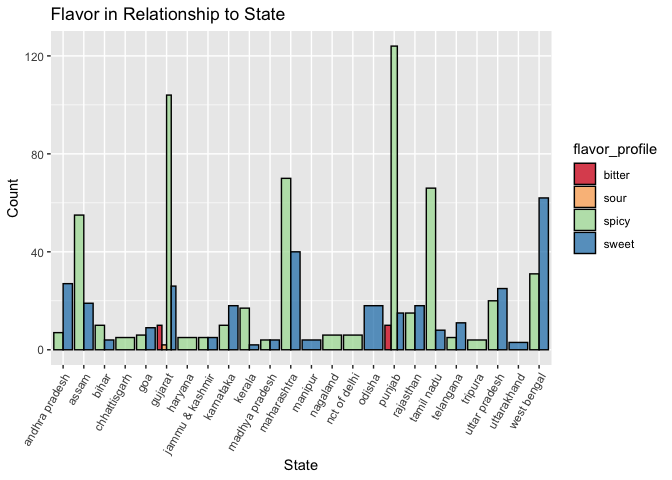 Flavor in Relationship to State
120
80
40
0
Count
andhra pradesh
assam
bihar
chhattisgarh
goa
gujarat
haryana
jammu & kashmir
karnataka
kerala
madhya pradesh
maharashtra
manipur
nagaland
nct of delhi
odisha
punjab
rajasthan
tamil nadu
telangana
tripura
uttar pradesh
uttarakhand
west bengal
State
flavor_profile
bitter
sour
spicy
sweet